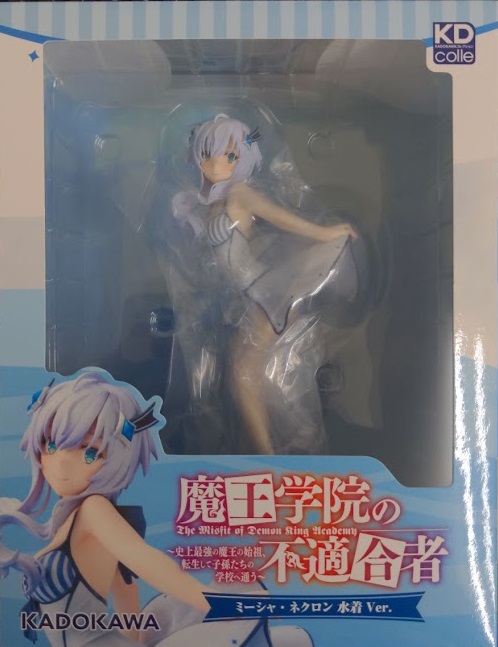 KD
colle
魔王学院の
The Misfit of Demon King Academy
不適合者
～史上最強の魔王の始祖、
転生して子孫たちの
学校へ通う～
ミーシャ・ネクロン 水着 Ver.
KADOKAWA